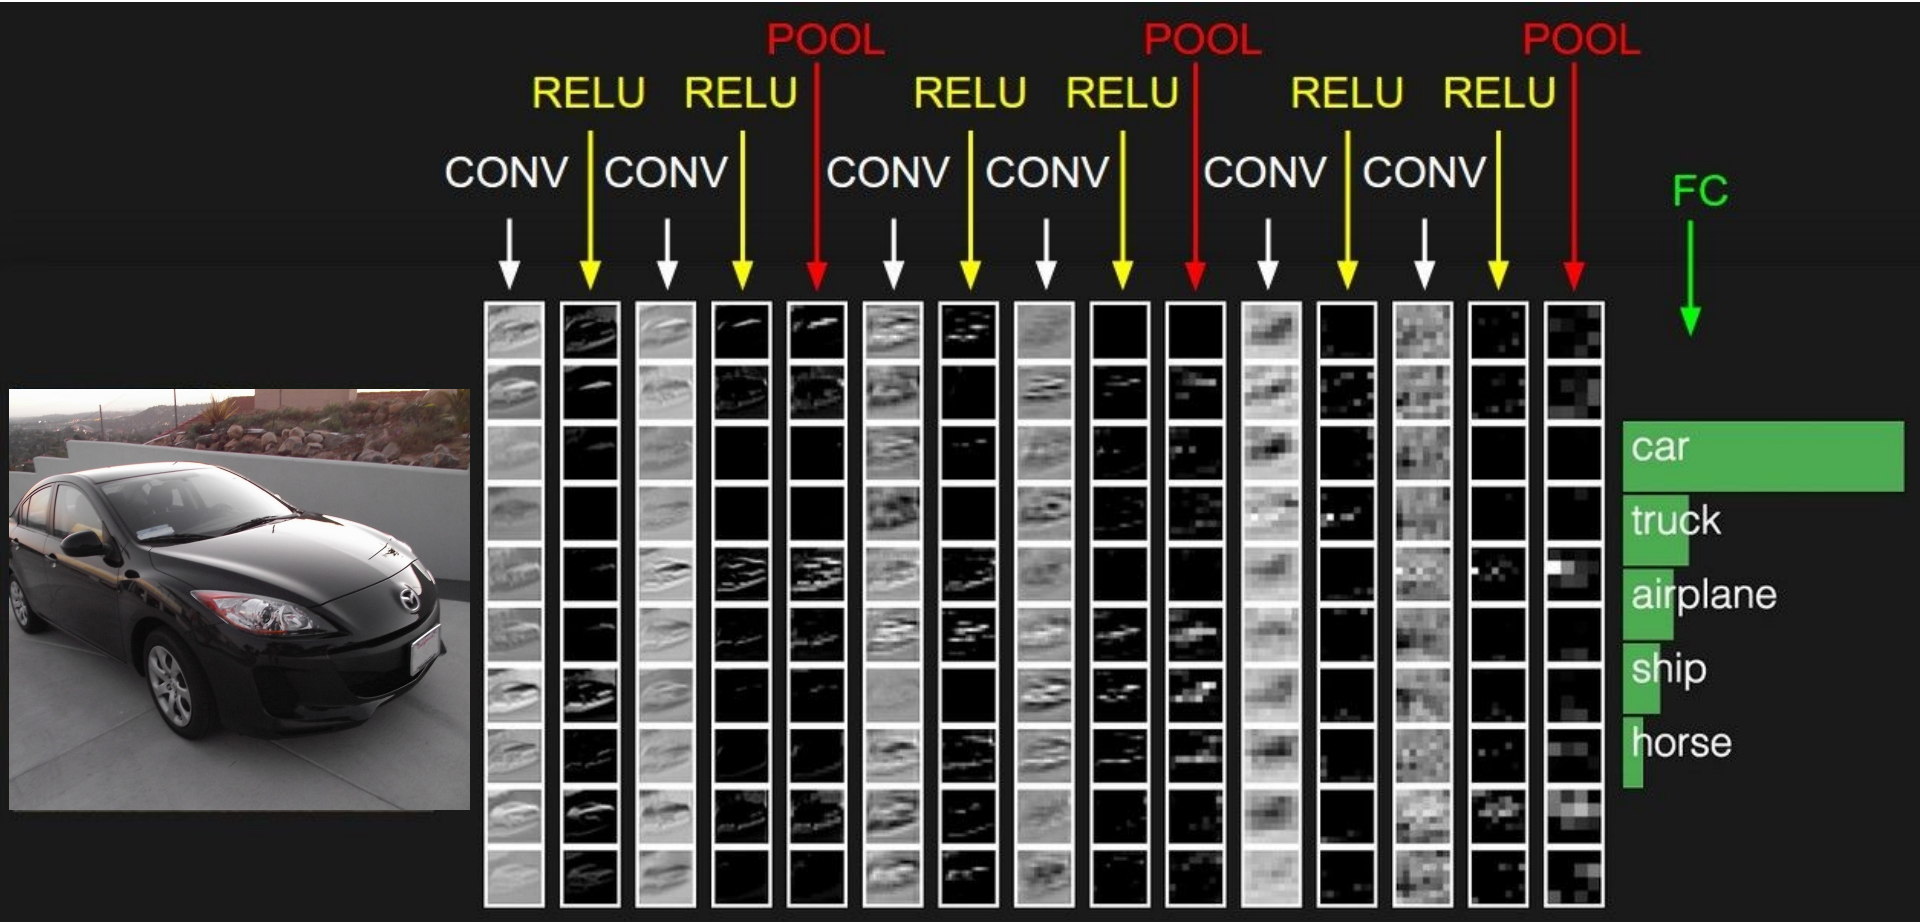 POOL POOL POOL
RELU RELU RELU RELU RELU RELU
CONV CONV CONV CONV CONV CONV
FC
car
truck
airplane
ship
horse